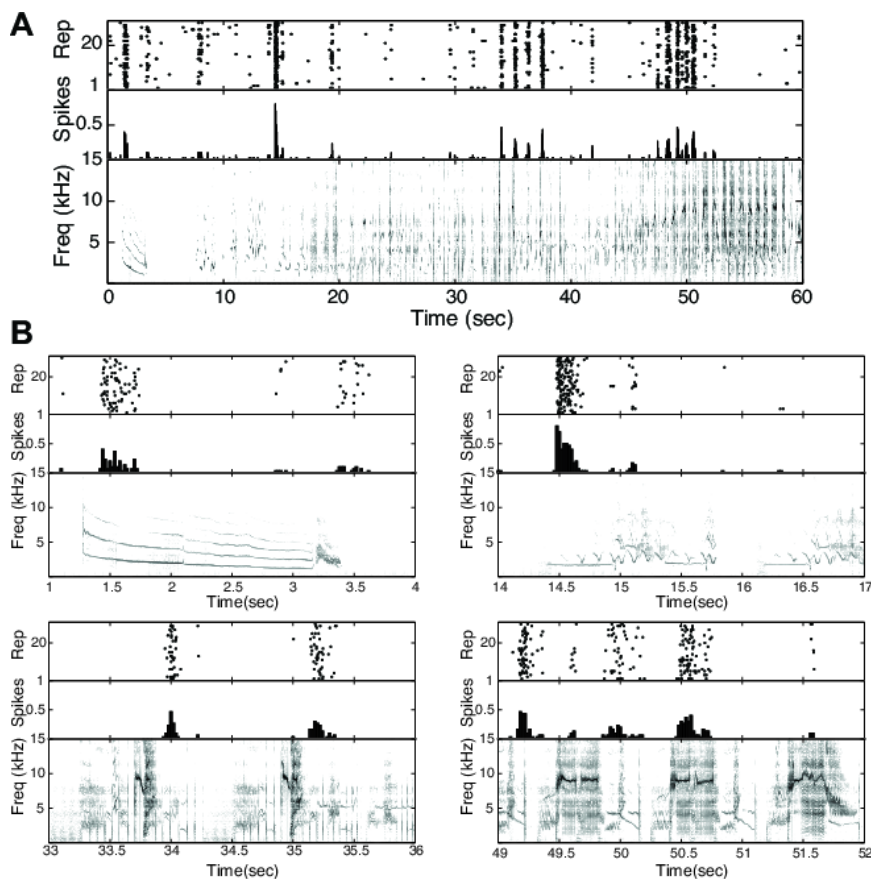 A
Rep
20
1
Spikes
0.5
Freq (kHz)
15
10
5
0 10 20 30 40 50 60
Time (sec)
B
Rep
20
1
Spikes
0.5
Freq (kHz)
15
10
5
1 1.5 2 2.5 3 3.5 4
Time(sec)
Rep
20
1
Spikes
0.5
Freq (kHz)
15
10
5
14 14.5 15 15.5 16 16.5 17
Time(sec)
Rep
20
1
Spikes
0.5
Freq (kHz)
15
10
5
33 33.5 34 34.5 35 35.5 36
Time(sec)
Rep
20
1
Spikes
0.5
Freq (kHz)
15
10
5
49 49.5 50 50.5 51 51.5 52
Time(sec)